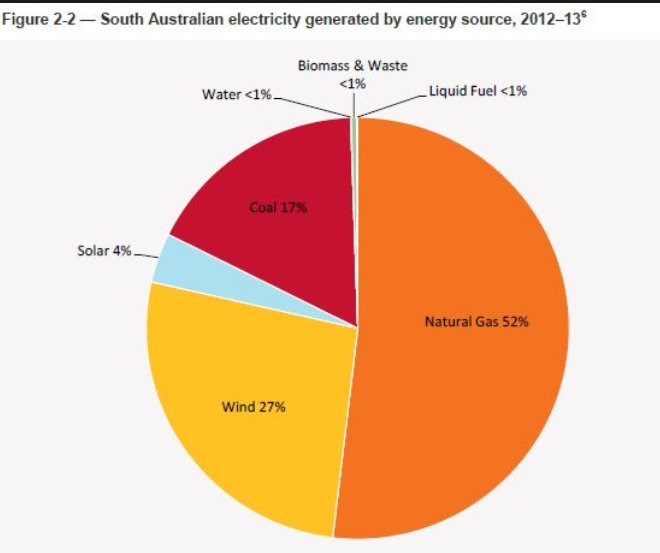 Figure 2-2 — South Australian electricity generated by energy source, 2012–13⁶
Biomass & Waste
<1%
Water <1%
Liquid Fuel <1%
Coal 17%
Solar 4%
Natural Gas 52%
Wind 27%